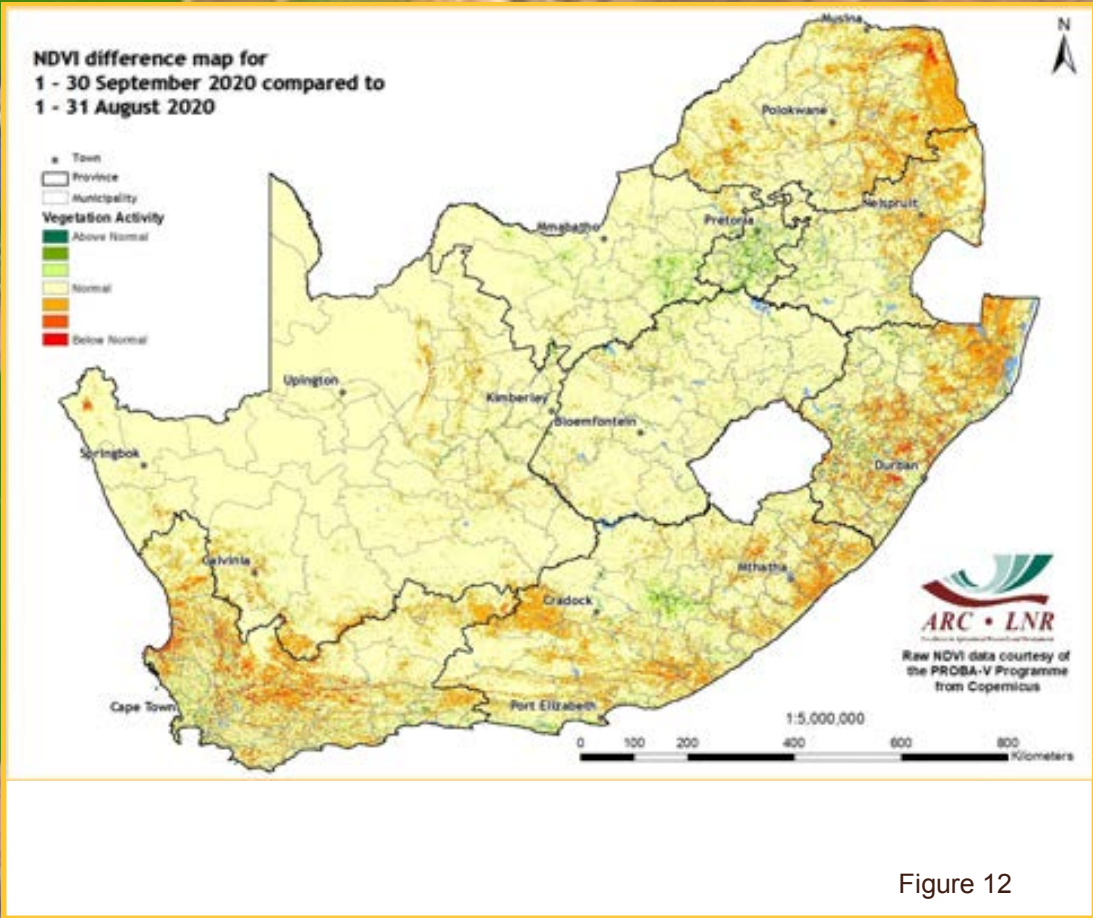 NDVI difference map for
1 - 30 September 2020 compared to
1 - 31 August 2020
N
Town
Province
Municipality
Vegetation Activity
Above Normal
Normal
Below Normal
Musina
Polokwane
Nelspruit
Pretoria
Mmabatho
Upington
Kimberley
Bloemfontein
Springbok
Durban
Calvinia
Mthatha
Cradock
Cape Town
Port Elizabeth
ARC • LNR
Raw NDVI data courtesy of
the PROBA-V Programme
from Copernicus
1:5,000,000
0 100 200 400 600 800
Kilometers
Figure 12